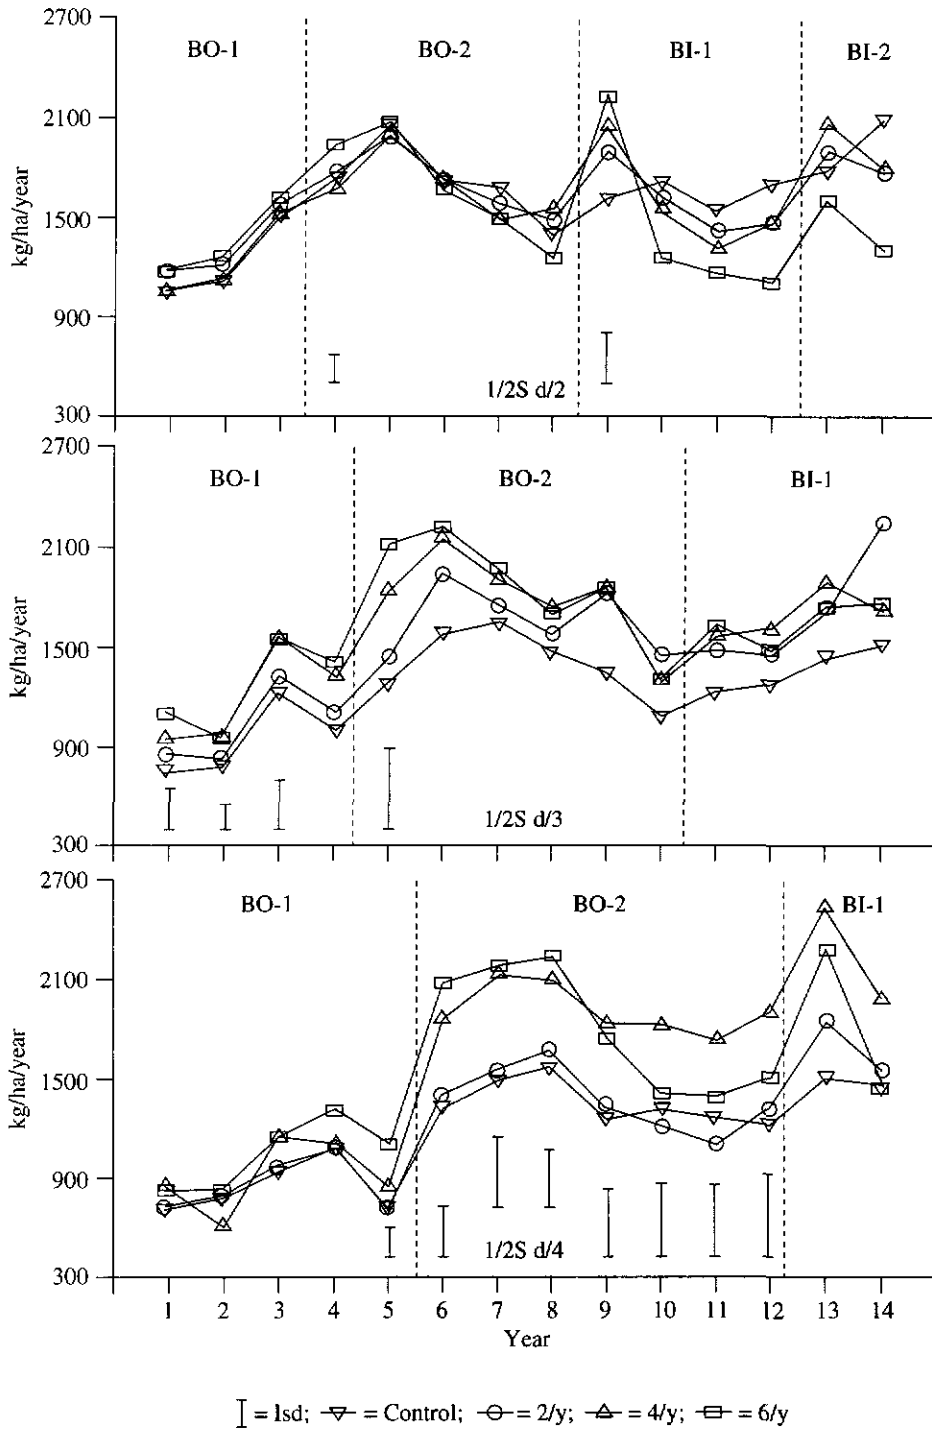 2700
BO-1 BO-2 BI-1 BI-2
2100
1500
900
300
kg/ha/year
1/2S d/2
2700
BO-1 BO-2 BI-1
2100
1500
900
300
kg/ha/year
1/2S d/3
2700
BO-1 BO-2 BI-1
2100
1500
900
300
kg/ha/year
1/2S d/4
1 2 3 4 5 6 7 8 9 10 11 12 13 14
Year
= lsd; = Control; = 2/y; = 4/y; = 6/y